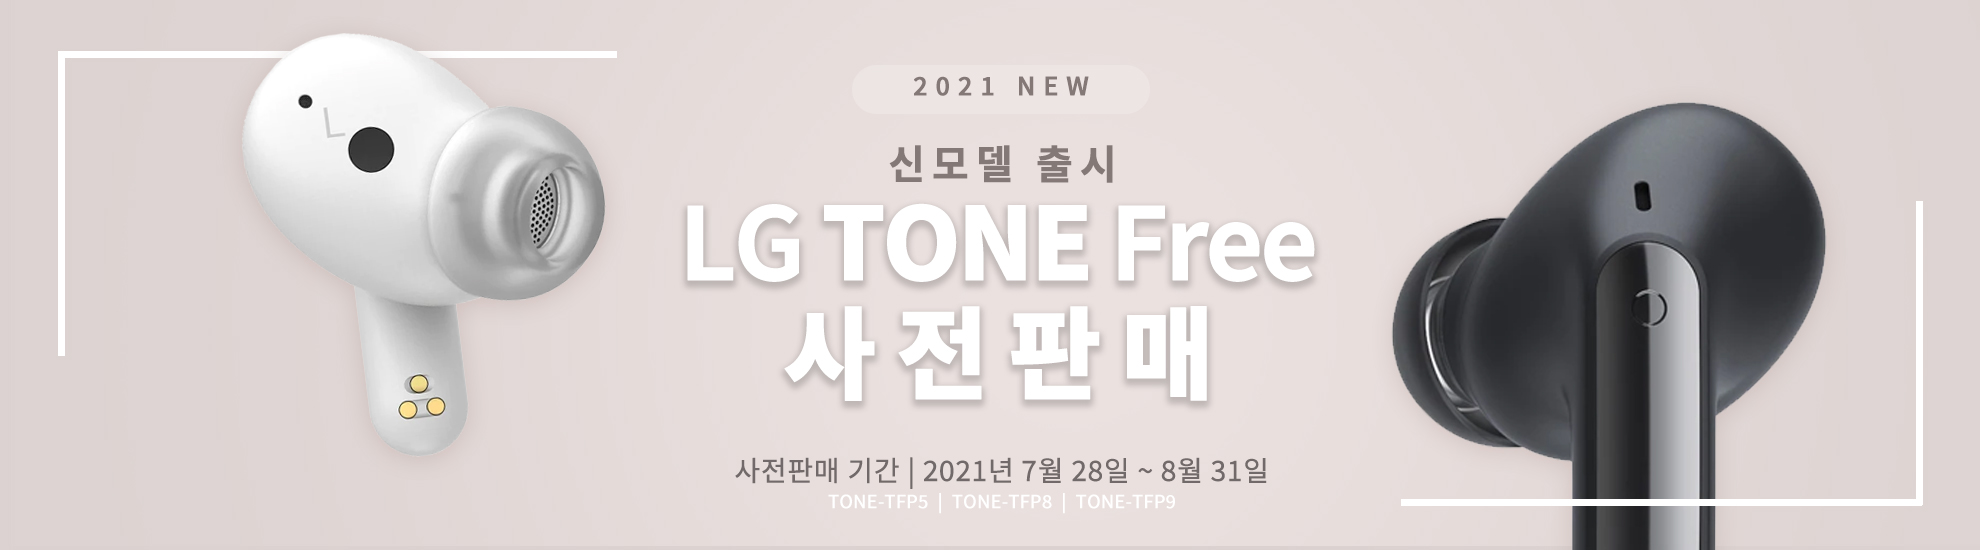 L
2021 NEW
신모델 출시
LG TONE Free
사전판매
사전판매 기간 | 2021년 7월 28일 ~ 8월 31일
TONE-TFP5 | TONE-TFP8 | TONE-TFP9